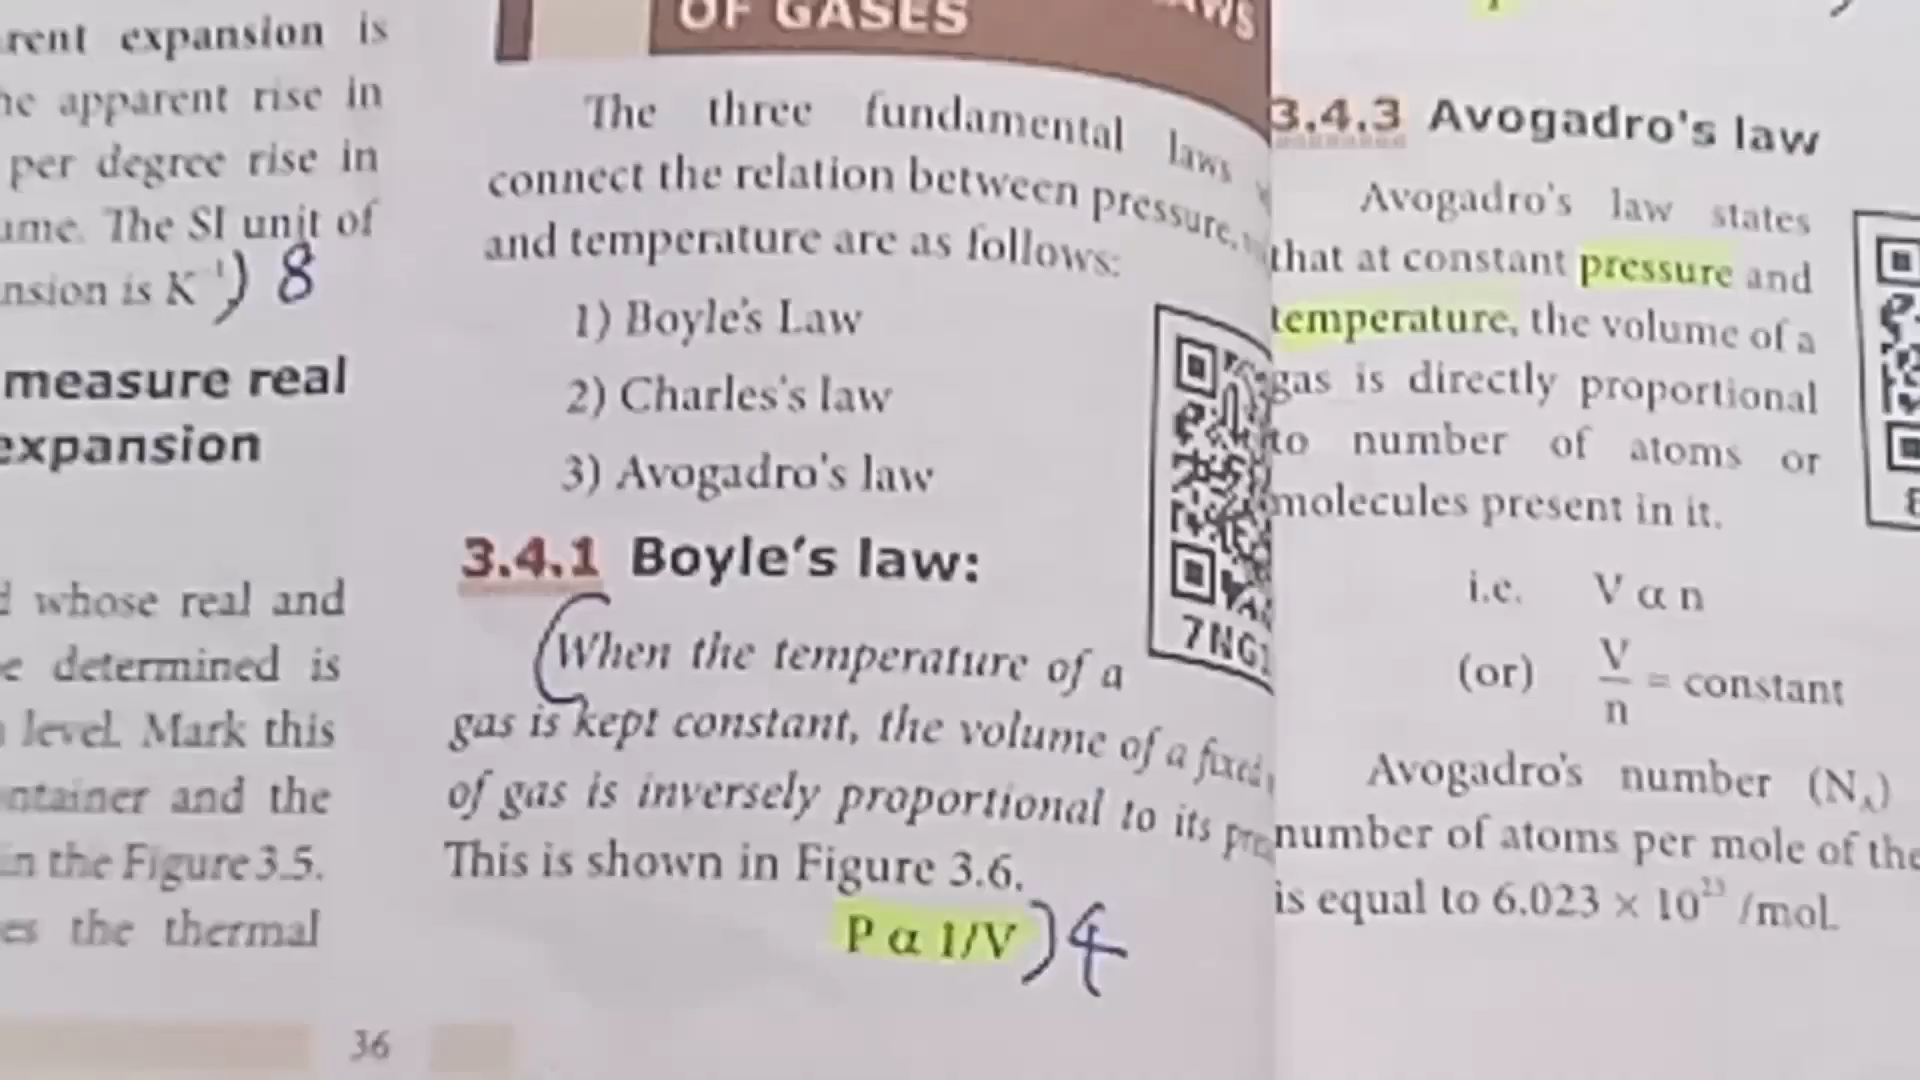 expansion is
apparent rise in
per degree rise in
The SI unit of
is K⁻¹) 8
measure real
expansion
whose real and
determined is
level. Mark this
and the
in the Figure 3.5.
the thermal
36
OF GASES
The three fundamental laws
connect the relation between pressure,
and temperature are as follows:
1) Boyle's Law
2) Charles's law
3) Avogadro's law
3.4.1 Boyle's law:
(When the temperature of a
gas is kept constant, the volume of a fixed
of gas is inversely proportional to its
This is shown in Figure 3.6.
P α 1/V) 4
7NG
3.4.3 Avogadro's law
Avogadro's law states
that at constant pressure and
temperature, the volume of a
gas is directly proportional
to number of atoms or
molecules present in it.
i.e. V α n
(or) V/n = constant
Avogadro's number (N_A)
number of atoms per mole of the
is equal to 6.023 × 10²³ /mol.